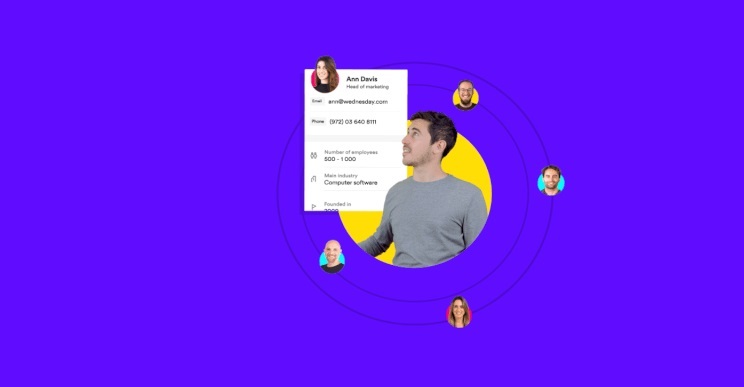 Ann Davis
Head of marketing
Email ann@wednesday.com
Phone (972) 03 640 8111
Number of employees
500 - 1 000
Main industry
Computer software
Founded in